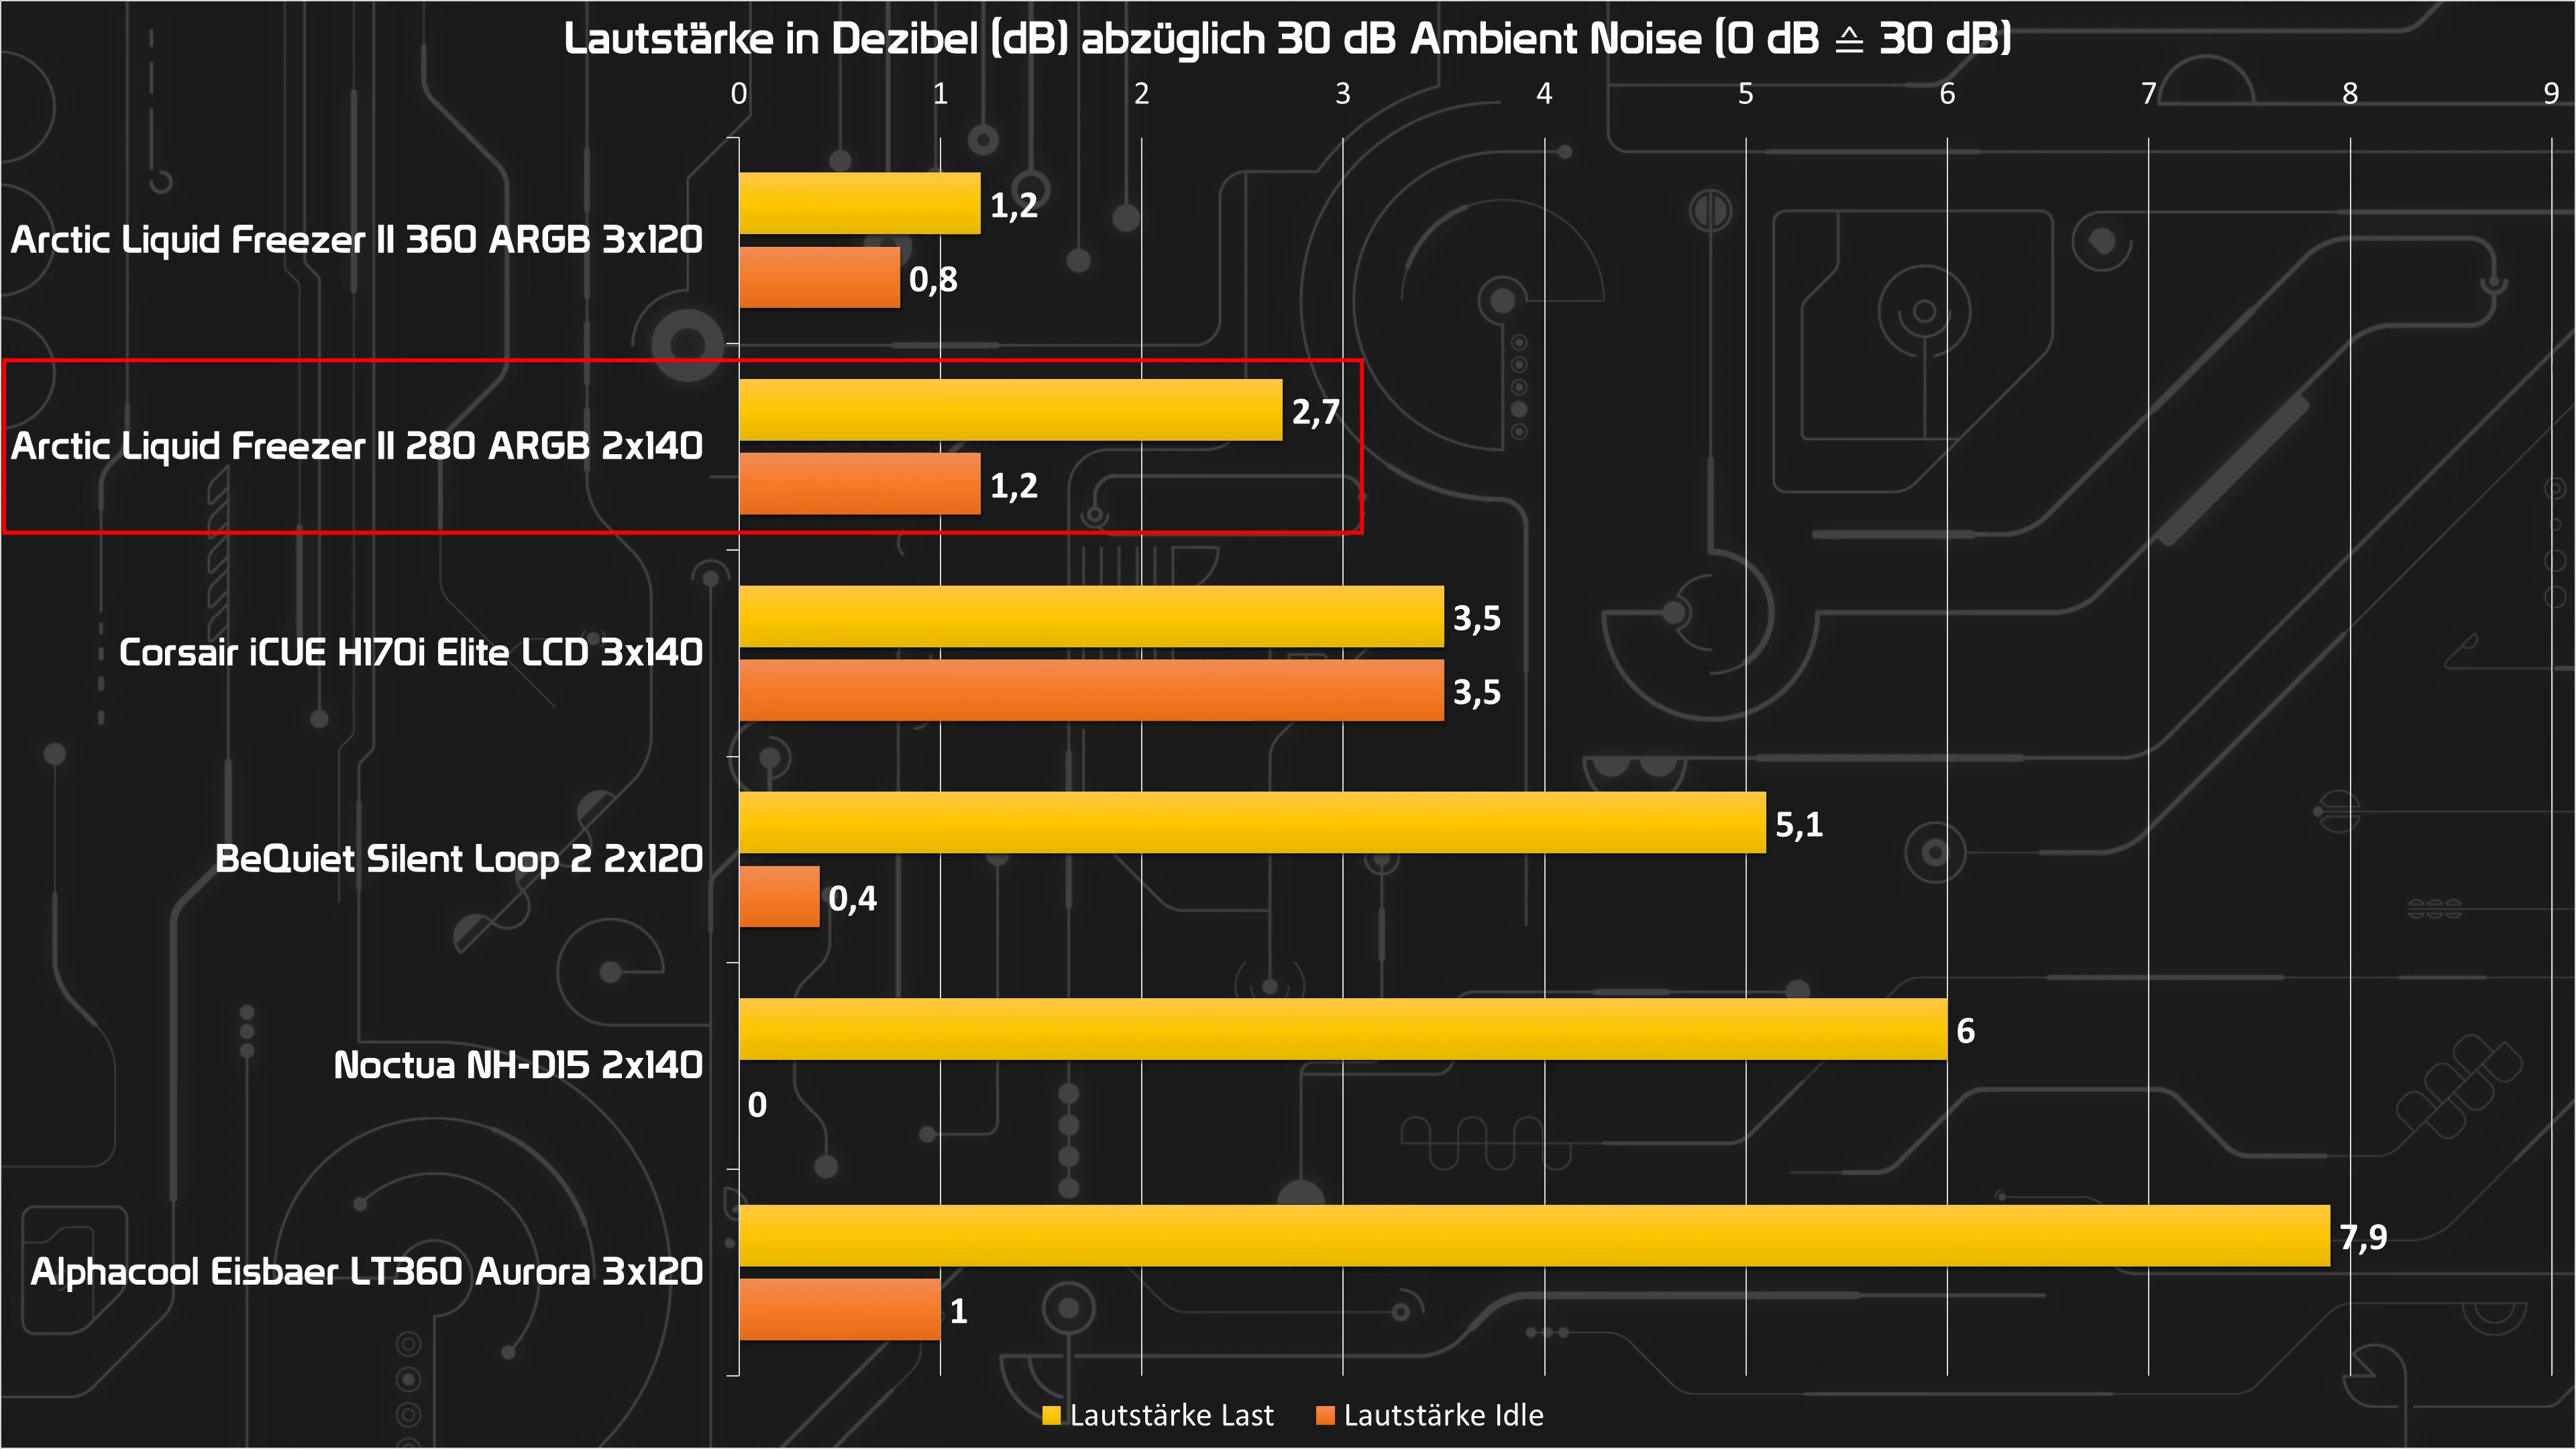 Lautstärke in Dezibel (dB) abzüglich 30 dB Ambient Noise (0 dB ≙ 30 dB)
0 1 2 3 4 5 6 7 8 9
Arctic Liquid Freezer II 360 ARGB 3x120
1,2
0,8
Arctic Liquid Freezer II 280 ARGB 2x140
2,7
1,2
Corsair iCUE H170i Elite LCD 3x140
3,5
3,5
BeQuiet Silent Loop 2 2x120
5,1
0,4
Noctua NH-D15 2x140
6
0
Alphacool Eisbaer LT360 Aurora 3x120
7,9
1
Lautstärke Last Lautstärke Idle